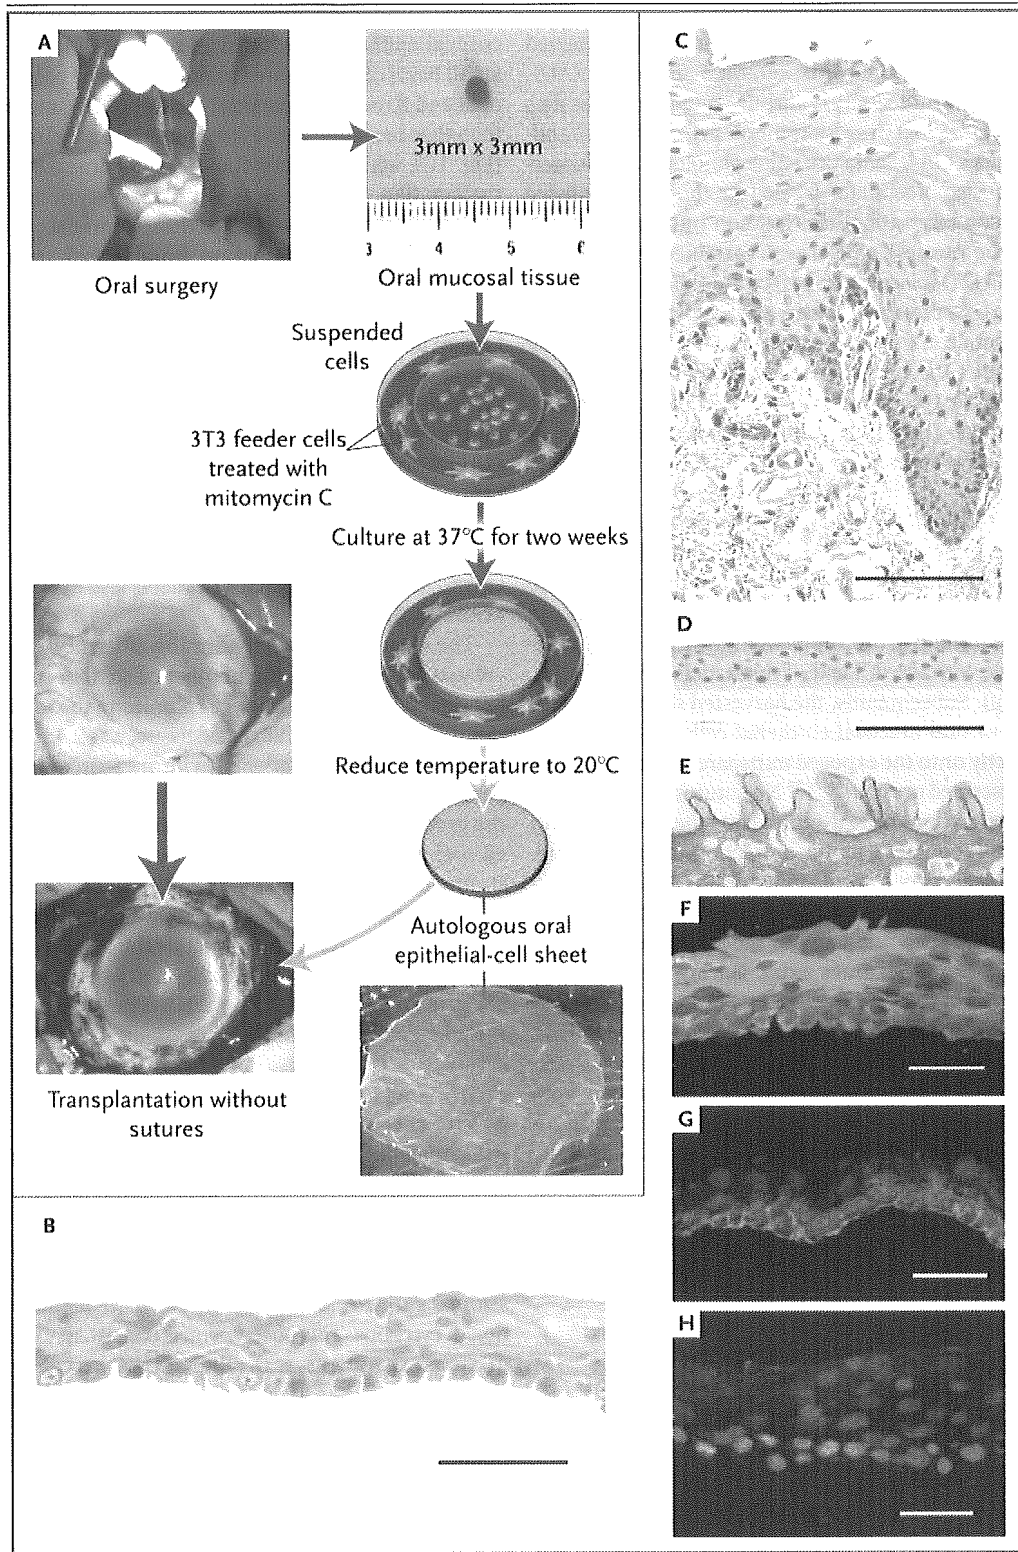 A
3mm x 3mm
3 4 5 6
Oral surgery
Oral mucosal tissue
Suspended
cells
3T3 feeder cells
treated with
mitomycin C
Culture at 37°C for two weeks
Reduce temperature to 20°C
Autologous oral
epithelial-cell sheet
Transplantation without
sutures
B
C
D
E
F
G
H